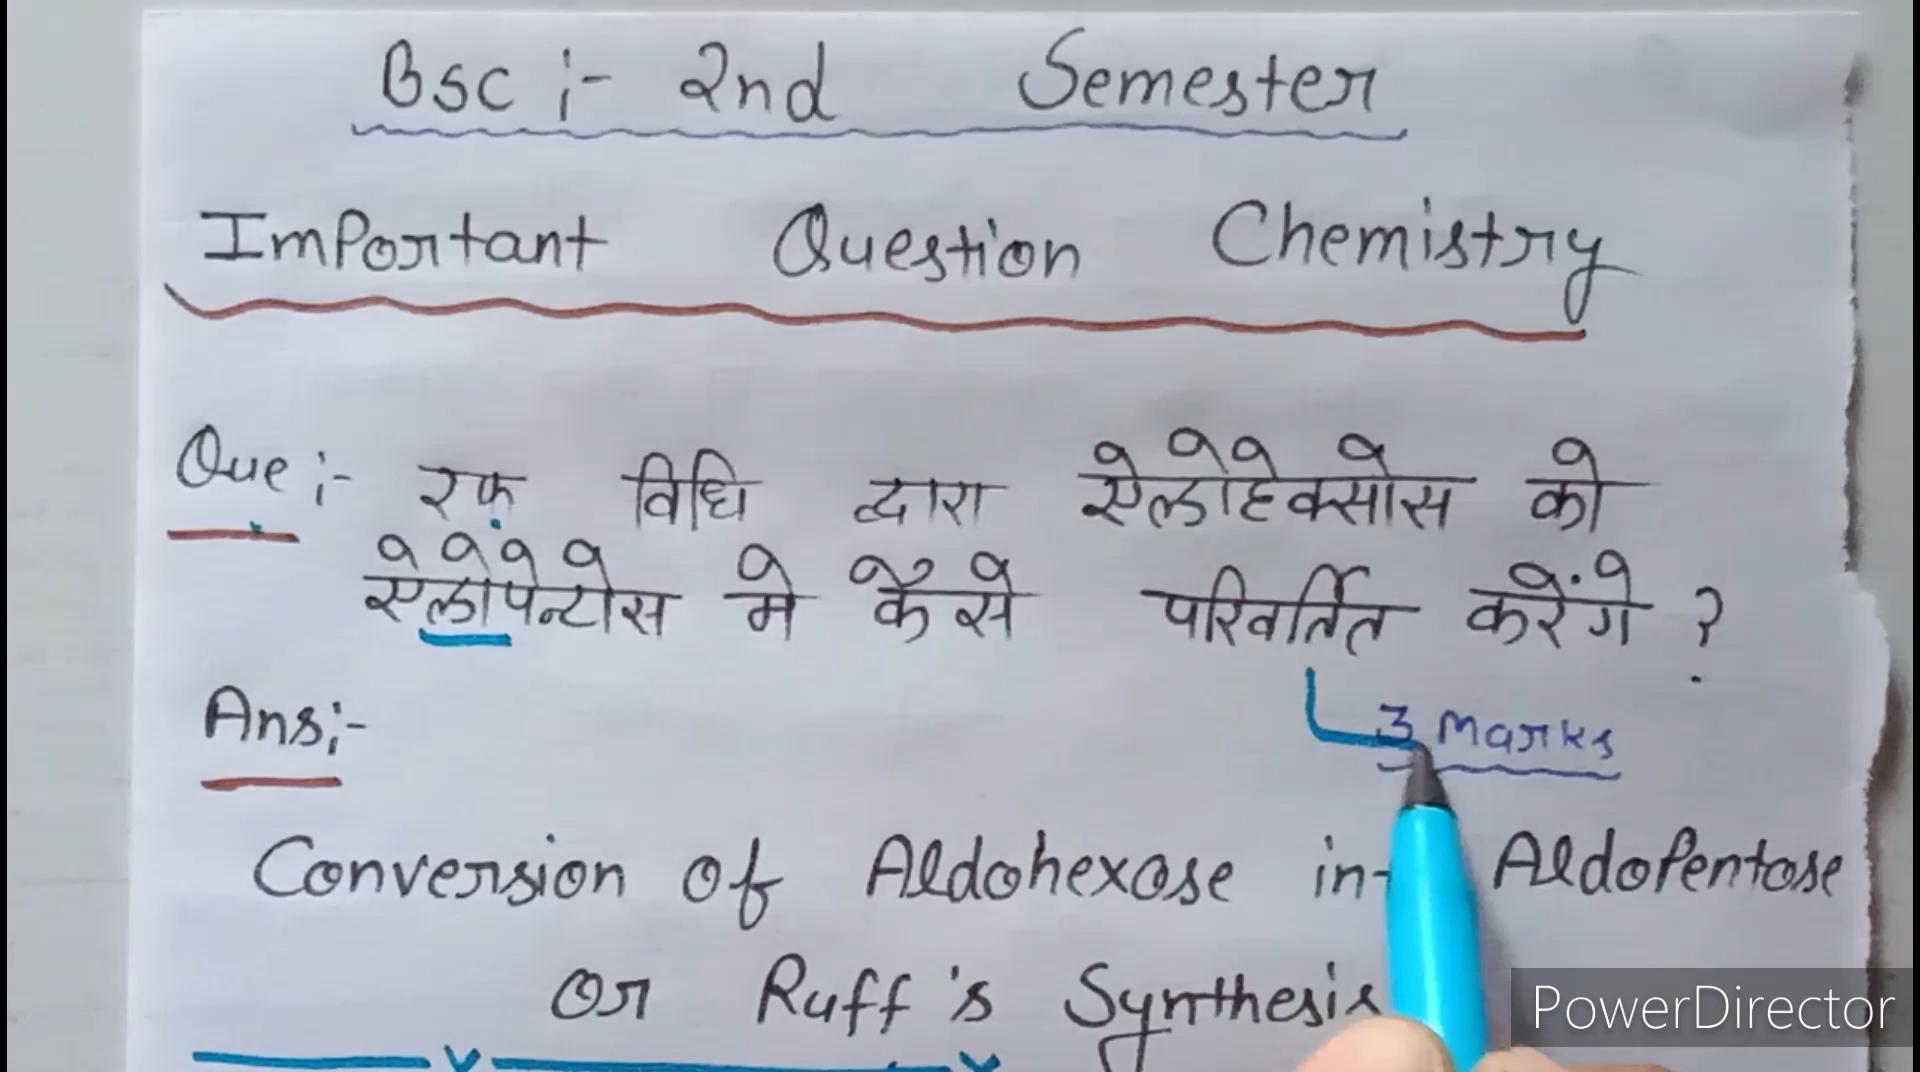 Bsc ;- 2nd Semester
Important Question Chemistry
Que ;- रफ विधि द्वारा ऐलोहेक्सोस को
ऐलोपेन्टोस मे कैसे परिवर्तित करेंगे ?
3 Marks
Ans;-
Conversion of Aldohexose in Aldopentose
Or Ruff's Synthesis
PowerDirector